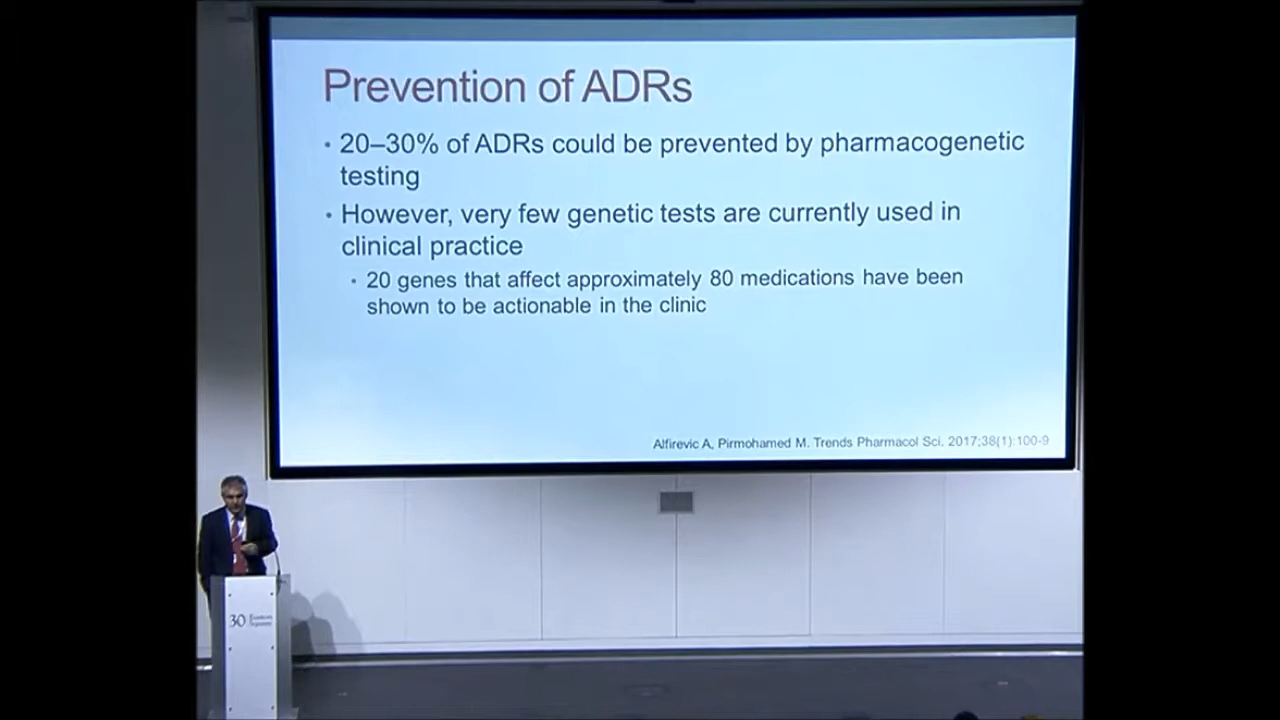 Prevention of ADRs
• 20–30% of ADRs could be prevented by pharmacogenetic
testing
• However, very few genetic tests are currently used in
clinical practice
• 20 genes that affect approximately 80 medications have been
shown to be actionable in the clinic
Alfirevic A, Pirmohamed M. Trends Pharmacol Sci. 2017;38(1):100-9
30